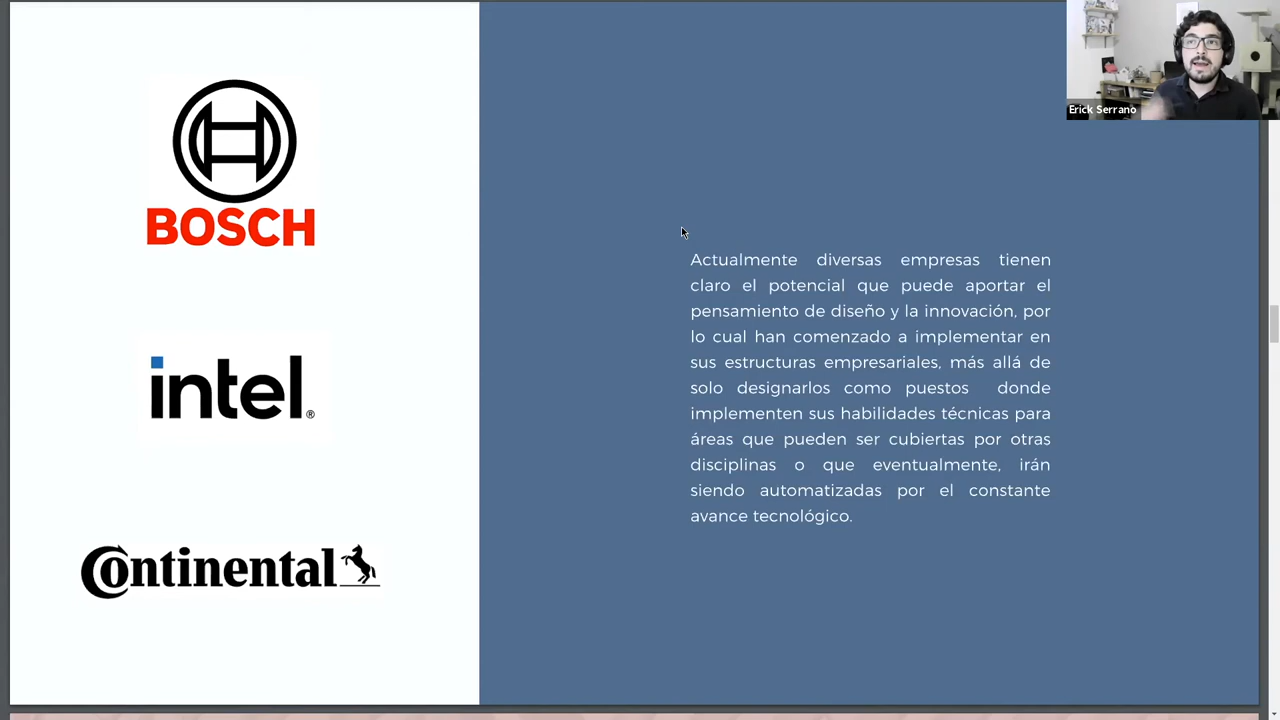 BOSCH
intel®
Continental
Erick Serrano
Actualmente diversas empresas tienen
claro el potencial que puede aportar el
pensamiento de diseño y la innovación, por
lo cual han comenzado a implementar en
sus estructuras empresariales, más allá de
solo designarlos como puestos donde
implementen sus habilidades técnicas para
áreas que pueden ser cubiertas por otras
disciplinas o que eventualmente, irán
siendo automatizadas por el constante
avance tecnológico.